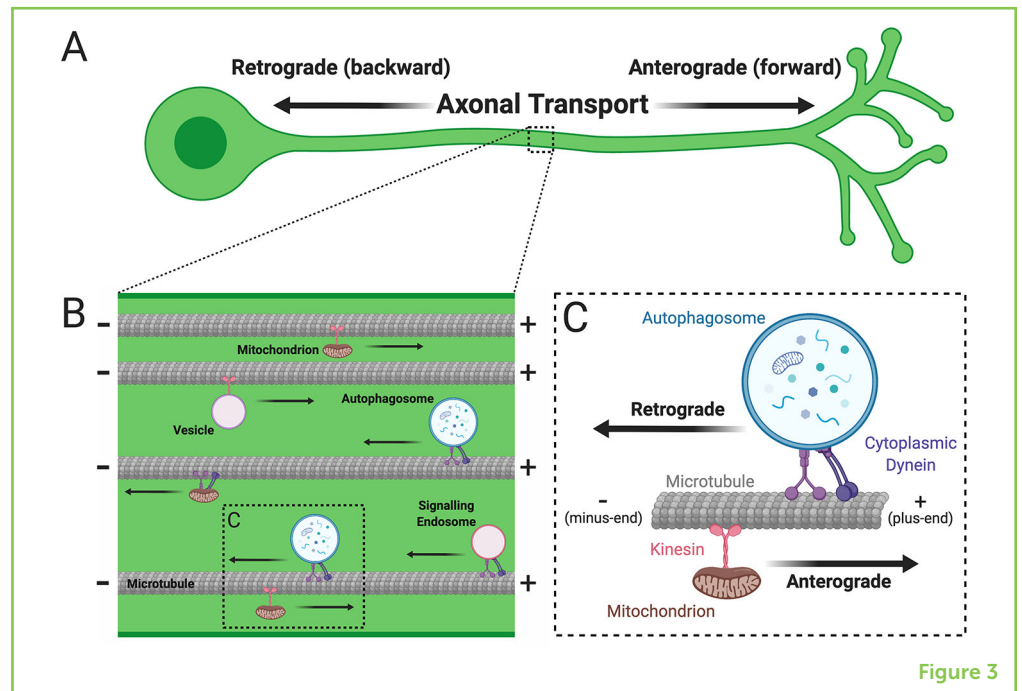 A
Retrograde (backward)
Anterograde (forward)
Axonal Transport
B
-
+
Mitochondrion
-
+
Vesicle
Autophagosome
-
+
Signalling
Endosome
C
-
Microtubule
+
C
Autophagosome
Retrograde
Cytoplasmic
Dynein
Microtubule
-
(minus-end)
+
(plus-end)
Kinesin
Anterograde
Mitochondrion
Figure 3